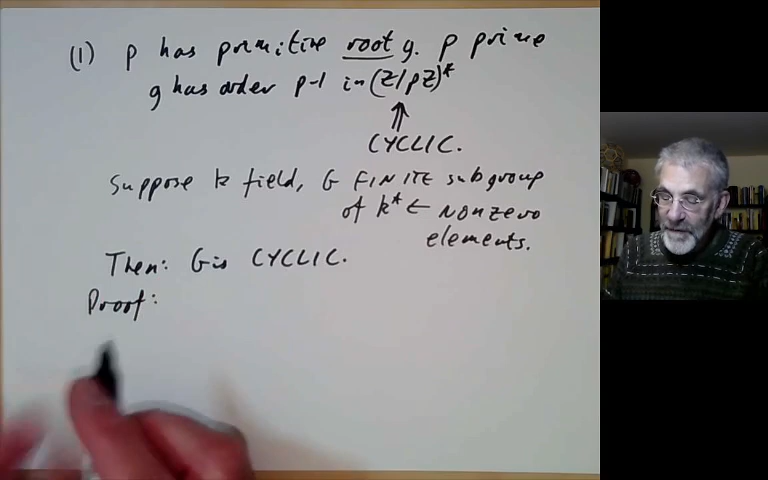 (1) p has primitive root g. p prime
g has order p-1 in (Z/pZ)*
⇑
CYCLIC.
Suppose k field, G FINITE subgroup
of k* ← nonzero
elements.
Then: G is CYCLIC.
Proof: